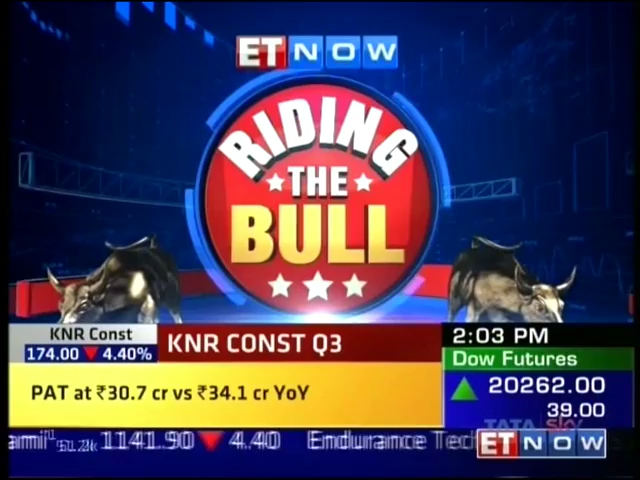 ET NOW
RIDING
THE
BULL
KNR Const
174.00 ▼ 4.40%
KNR CONST Q3
PAT at ₹30.7 cr vs ₹34.1 cr YoY
2:03 PM
Dow Futures
▲ 20262.00
39.00
TATA sky
1141.90 ▼ 4.40 Endurance
ET NOW